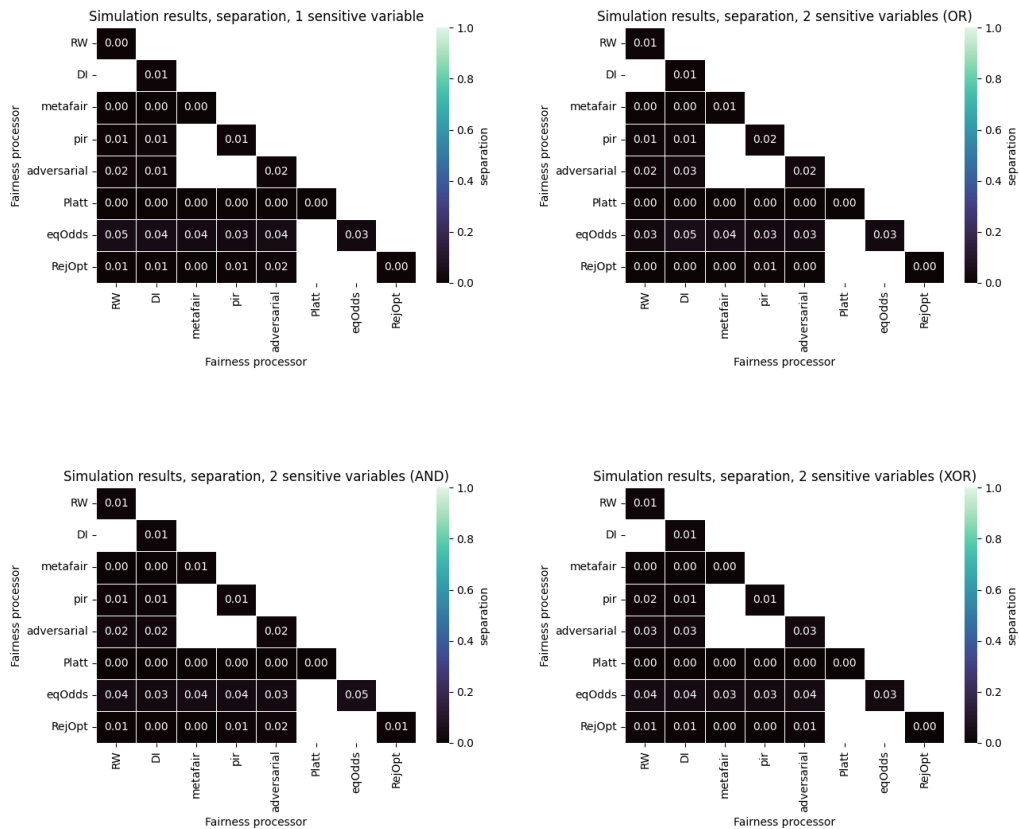 Simulation results, separation, 1 sensitive variable
RW
DI
metafair
pir
adversarial
Platt
eqOdds
RejOpt
Fairness processor
0.00
0.01
0.00 0.00 0.00
0.01 0.01 0.01
0.02 0.01 0.02
0.00 0.00 0.00 0.00 0.00 0.00
0.05 0.04 0.04 0.03 0.04 0.03
0.01 0.01 0.00 0.01 0.02 0.00
RW DI metafair pir adversarial Platt eqOdds RejOpt
Fairness processor
1.0
0.8
0.6
0.4
0.2
0.0
separation
Simulation results, separation, 2 sensitive variables (OR)
RW
DI
metafair
pir
adversarial
Platt
eqOdds
RejOpt
Fairness processor
0.01
0.01
0.00 0.00 0.01
0.01 0.01 0.02
0.02 0.03 0.02
0.00 0.00 0.00 0.00 0.00 0.00
0.03 0.05 0.04 0.03 0.03 0.03
0.00 0.00 0.00 0.01 0.00 0.00
RW DI metafair pir adversarial Platt eqOdds RejOpt
Fairness processor
1.0
0.8
0.6
0.4
0.2
0.0
separation
Simulation results, separation, 2 sensitive variables (AND)
RW
DI
metafair
pir
adversarial
Platt
eqOdds
RejOpt
Fairness processor
0.01
0.01
0.00 0.00 0.01
0.01 0.01 0.01
0.02 0.02 0.02
0.00 0.00 0.00 0.00 0.00 0.00
0.04 0.03 0.04 0.04 0.03 0.05
0.01 0.00 0.00 0.01 0.02 0.01
RW DI metafair pir adversarial Platt eqOdds RejOpt
Fairness processor
1.0
0.8
0.6
0.4
0.2
0.0
separation
Simulation results, separation, 2 sensitive variables (XOR)
RW
DI
metafair
pir
adversarial
Platt
eqOdds
RejOpt
Fairness processor
0.01
0.01
0.00 0.00 0.00
0.02 0.01 0.01
0.03 0.03 0.03
0.00 0.00 0.00 0.00 0.00 0.00
0.04 0.04 0.03 0.03 0.04 0.03
0.01 0.01 0.00 0.00 0.01 0.00
RW DI metafair pir adversarial Platt eqOdds RejOpt
Fairness processor
1.0
0.8
0.6
0.4
0.2
0.0
separation